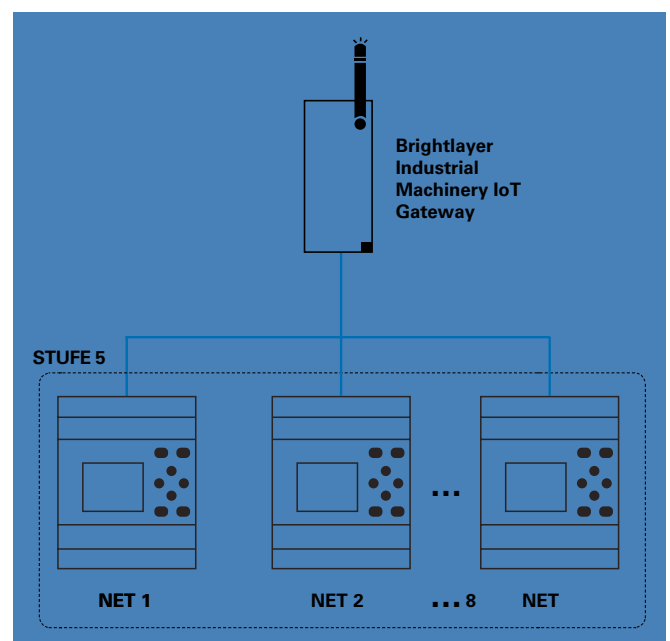 Brightlayer
Industrial
Machinery IoT
Gateway
STUFE 5
...
NET 1 NET 2 ...8 NET